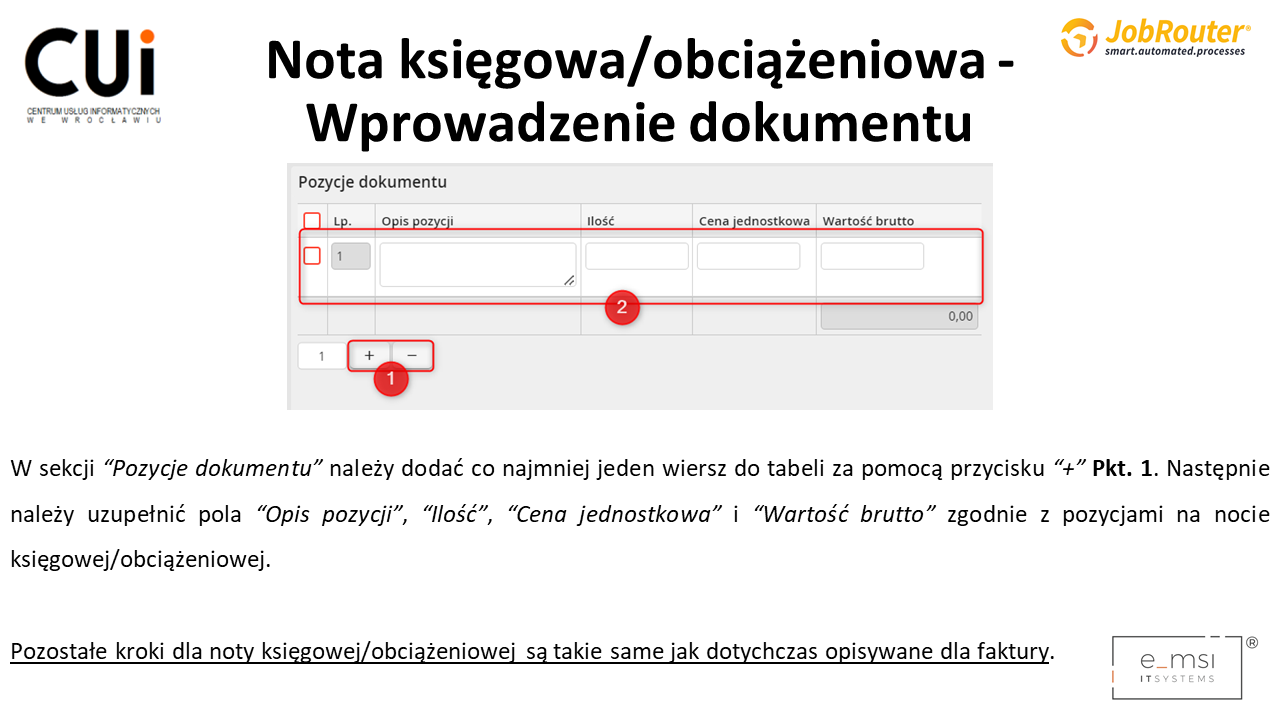 CUi
CENTRUM USŁUG INFORMATYCZNYCH
WE WROCŁAWIU
JobRouter®
smart.automated.processes
Nota księgowa/obciążeniowa -
Wprowadzenie dokumentu
Pozycje dokumentu
Lp. Opis pozycji Ilość Cena jednostkowa Wartość brutto
1
2
0,00
1 + −
1
W sekcji “Pozycje dokumentu” należy dodać co najmniej jeden wiersz do tabeli za pomocą przycisku “+” Pkt. 1. Następnie
należy uzupełnić pola “Opis pozycji”, “Ilość”, “Cena jednostkowa” i “Wartość brutto” zgodnie z pozycjami na nocie
księgowej/obciążeniowej.
Pozostałe kroki dla noty księgowej/obciążeniowej są takie same jak dotychczas opisywane dla faktury.
e_msi ®
ITSYSTEMS